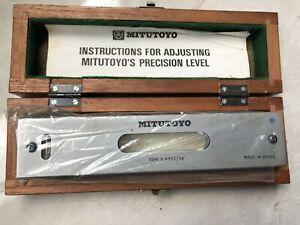 MITUTOYO
INSTRUCTIONS FOR ADJUSTING
MITUTOYO'S PRECISION LEVEL
MITUTOYO
MADE IN BRAZIL